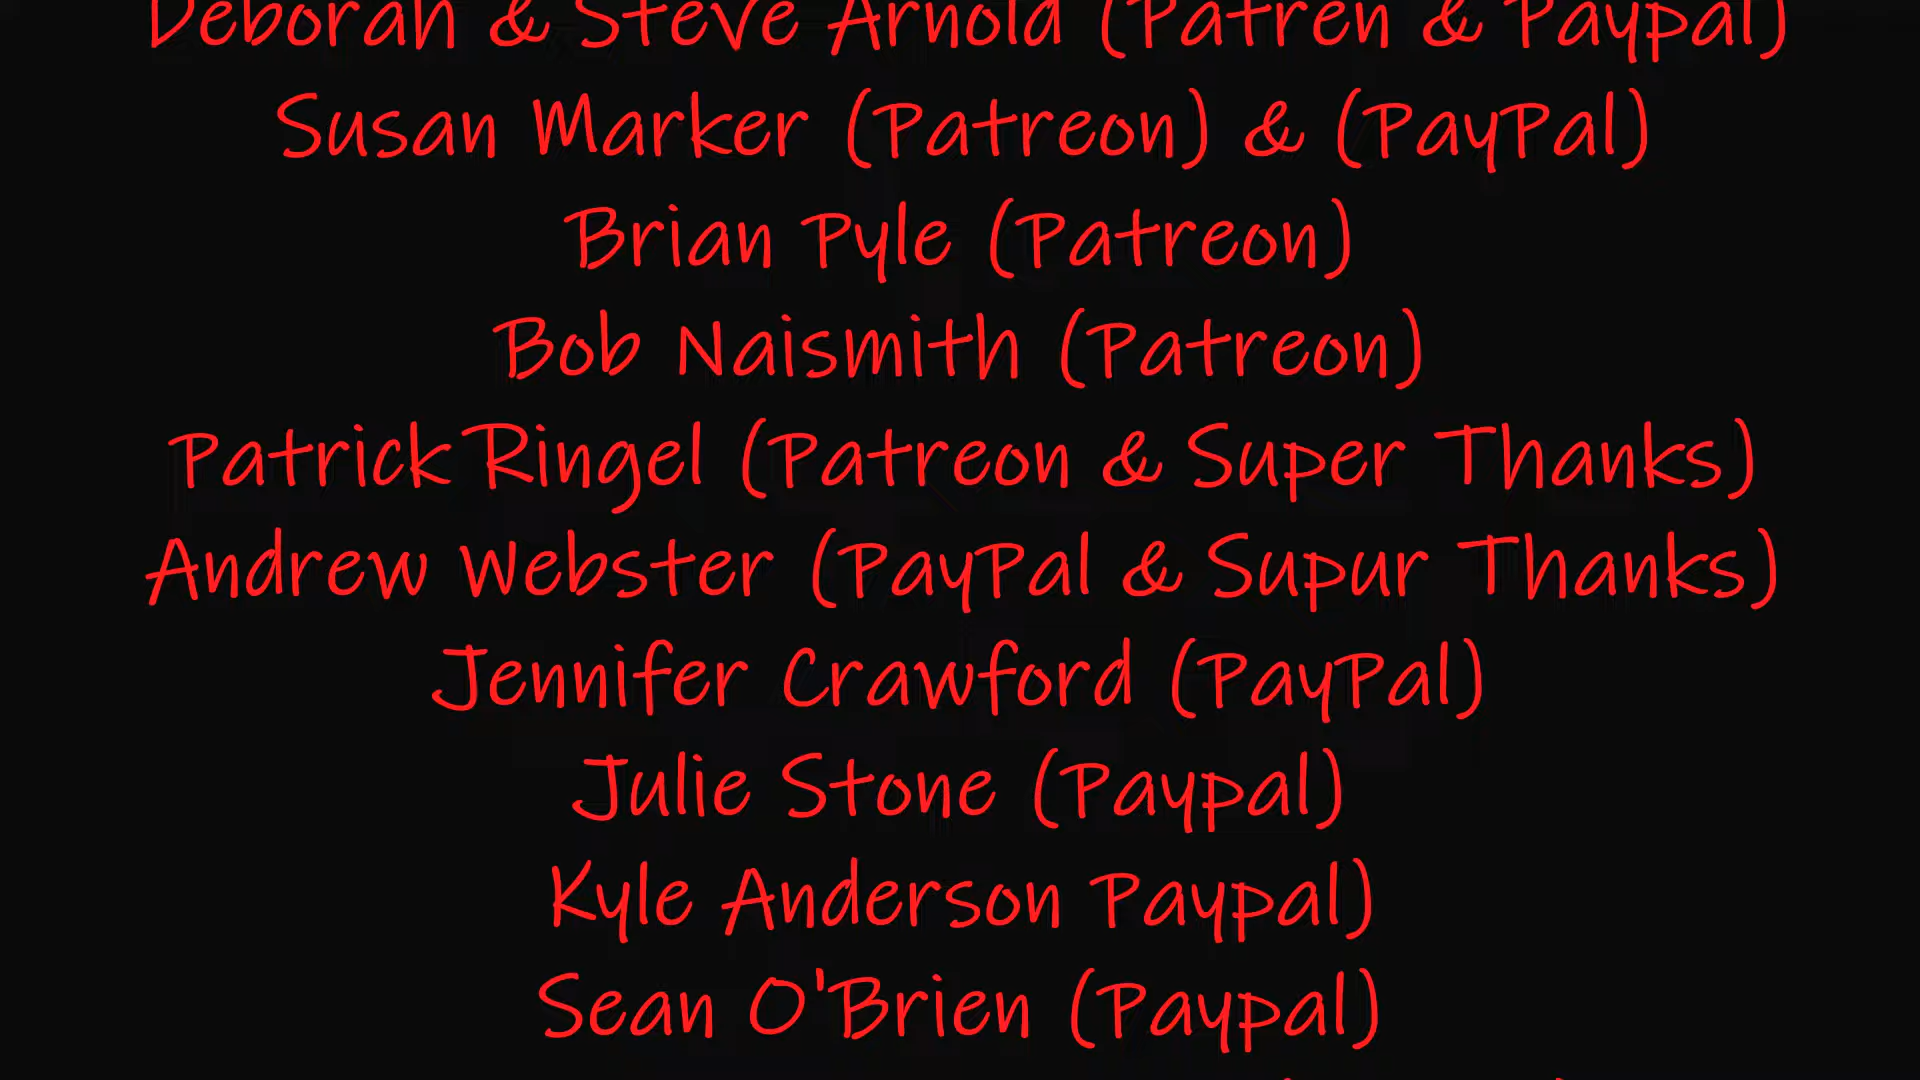 Deborah & Steve Arnold (Patren & Paypal)
Susan Marker (Patreon) & (PayPal)
Brian Pyle (Patreon)
Bob Naismith (Patreon)
Patrick Ringel (Patreon & Super Thanks)
Andrew Webster (PayPal & Supur Thanks)
Jennifer Crawford (PayPal)
Julie Stone (Paypal)
Kyle Anderson Paypal)
Sean O'Brien (Paypal)